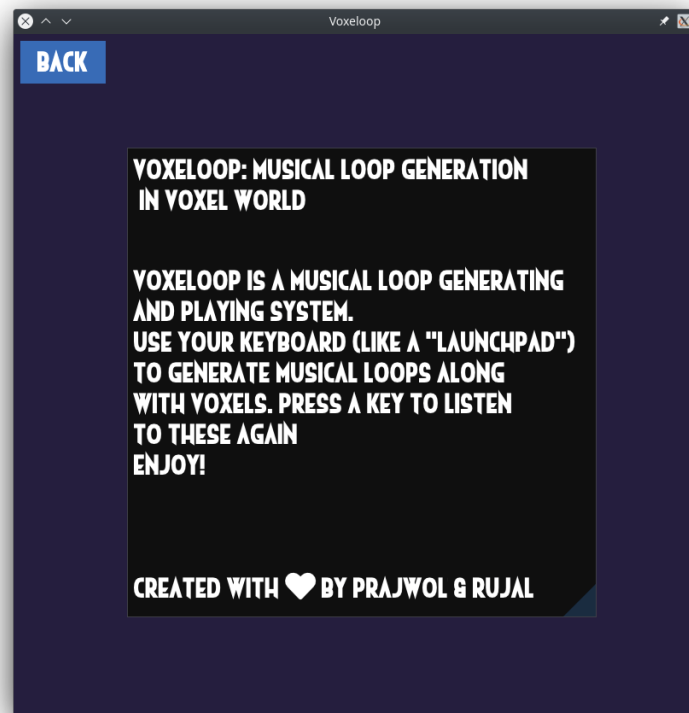 Voxeloop
BACK
VOXELOOP: MUSICAL LOOP GENERATION
IN VOXEL WORLD
VOXELOOP IS A MUSICAL LOOP GENERATING
AND PLAYING SYSTEM.
USE YOUR KEYBOARD (LIKE A "LAUNCHPAD")
TO GENERATE MUSICAL LOOPS ALONG
WITH VOXELS. PRESS A KEY TO LISTEN
TO THESE AGAIN
ENJOY!
CREATED WITH ♥ BY PRAJWOL & RUJAL